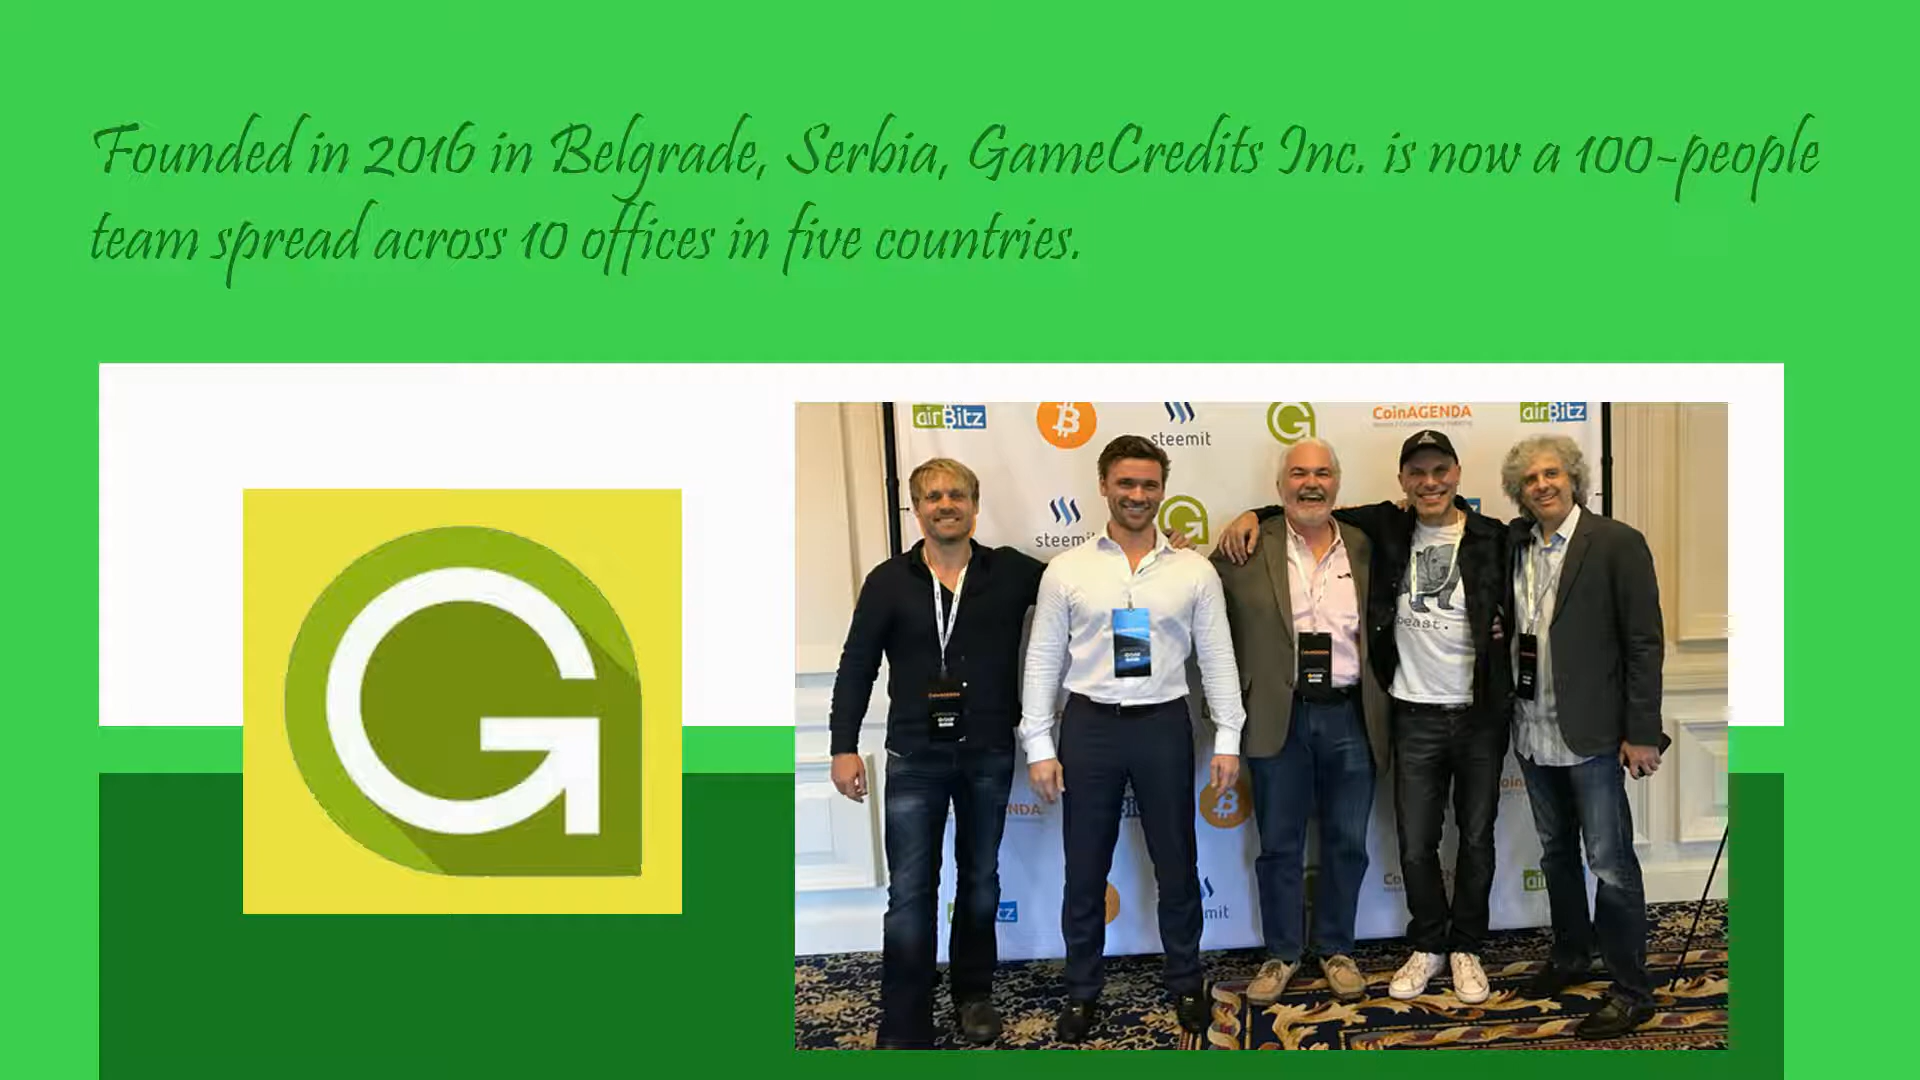 Founded in 2016 in Belgrade, Serbia, GameCredits Inc. is now a 100-people
team spread across 10 offices in five countries.
airBitz
steemit
CoinAGENDA
airBitz
steemit
beast.